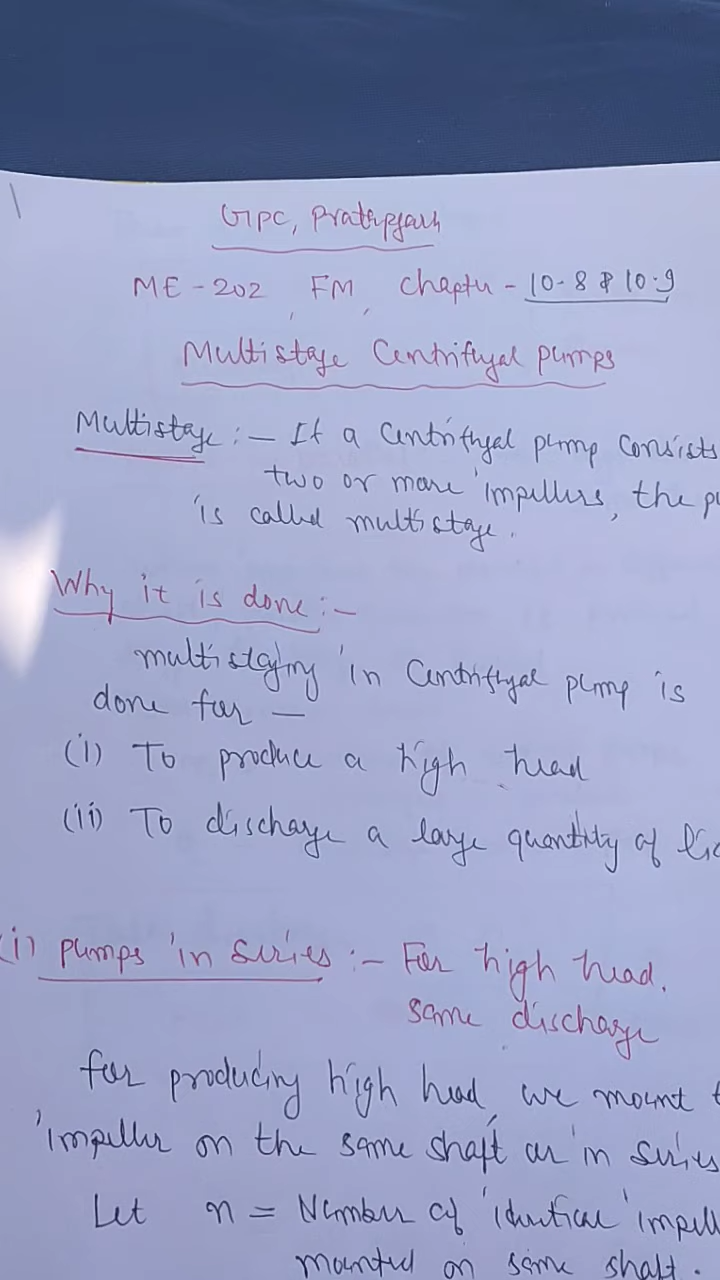 GPC, Pratapgarh
ME-202, FM, Chapter - 10.8 & 10.9
Multistage Centrifugal Pumps
Multistage :- If a Centrifugal pump consists
two or more impellers, the pu
is called multistage.
Why it is done :-
multistaging in Centrifugal pump is
done for —
(i) To produce a high head
(ii) To discharge a large quantity of liq
(i) Pumps in series :- For high head.
same discharge
For producing high head, we mount t
impeller on the same shaft or in series
Let n = Number of identical impell
mounted on same shaft.